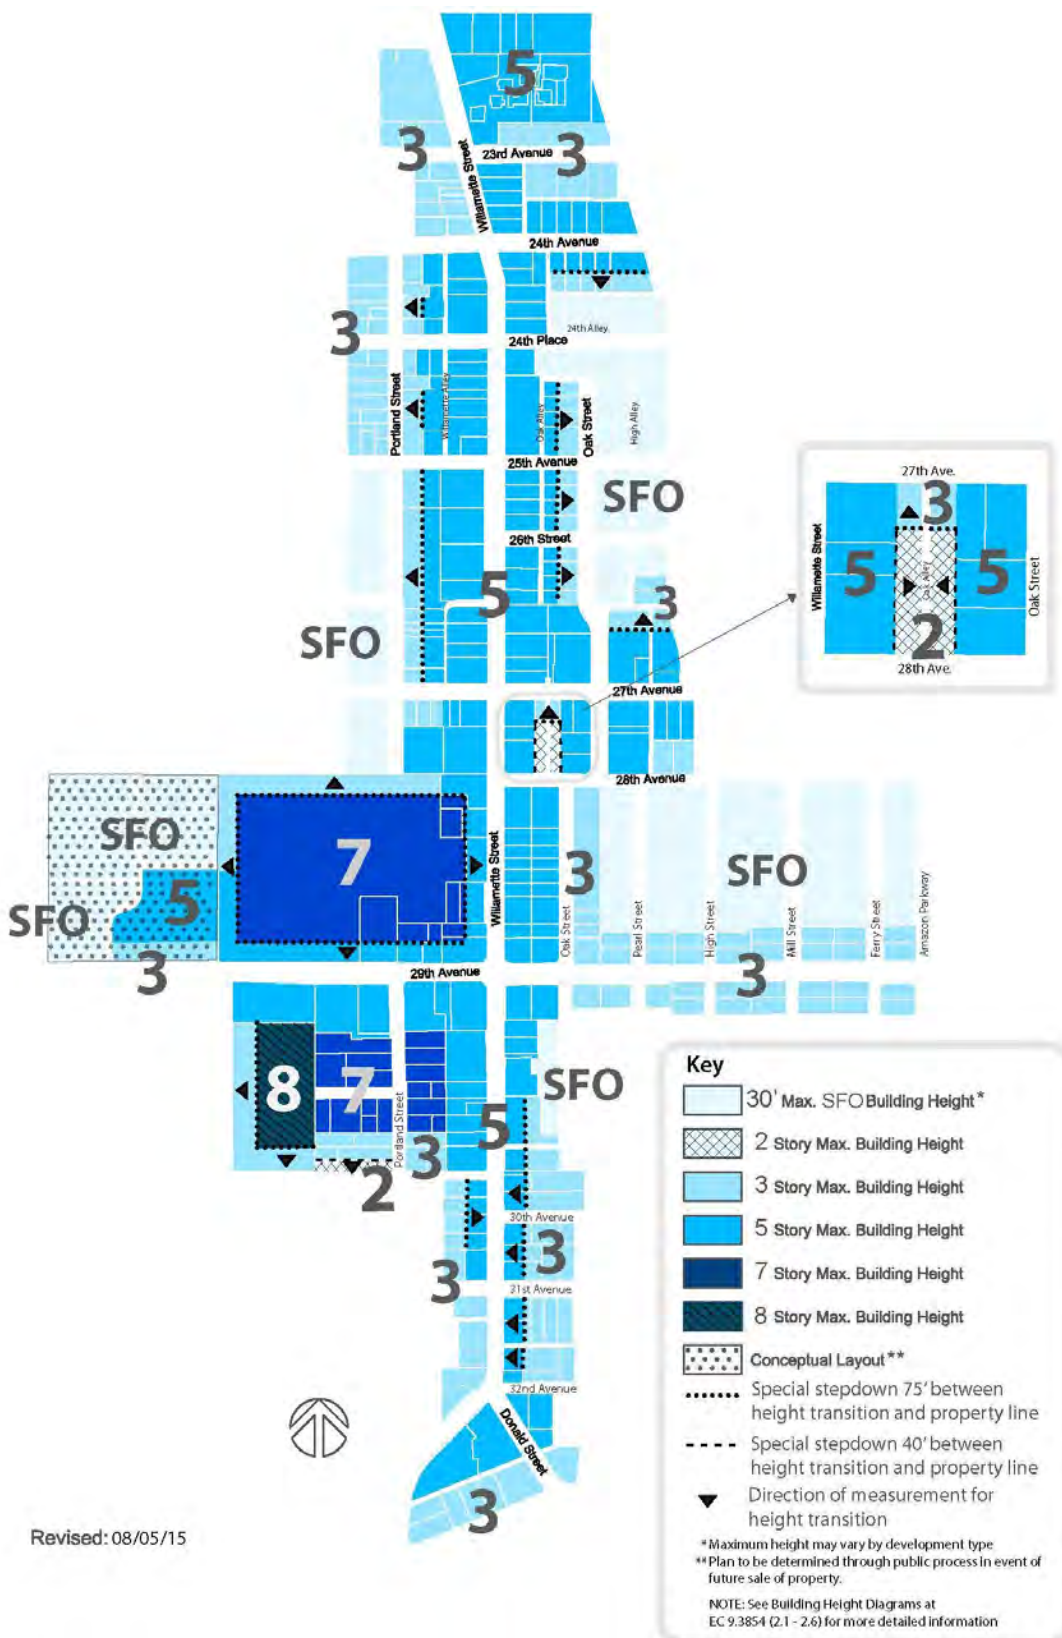 5
3
3
23rd Avenue
Willamette Street
24th Avenue
24th Alley
3
24th Place
Portland Street
Willamette Alley
Oak Alley
Oak Street
High Alley
25th Avenue
SFO
26th Street
5
3
SFO
27th Avenue
28th Avenue
27th Ave.
3
Willamette Street
5
Oak Alley
5
Oak Street
2
28th Ave.
SFO
7
Willamette Street
3
SFO
SFO
5
3
Oak Street
Pearl Street
High Street
Mill Street
Ferry Street
Amazon Parkway
3
29th Avenue
8
7
Portland Street
3
2
5
SFO
30th Avenue
3
3
31st Avenue
32nd Avenue
Donald Street
3
Key
30' Max. SFO Building Height*
2 Story Max. Building Height
3 Story Max. Building Height
5 Story Max. Building Height
7 Story Max. Building Height
8 Story Max. Building Height
Conceptual Layout**
Special stepdown 75' between
height transition and property line
Special stepdown 40' between
height transition and property line
Direction of measurement for
height transition
*Maximum height may vary by development type
**Plan to be determined through public process in event of
future sale of property.
NOTE: See Building Height Diagrams at
EC 9.3854 (2.1 - 2.6) for more detailed information
Revised: 08/05/15